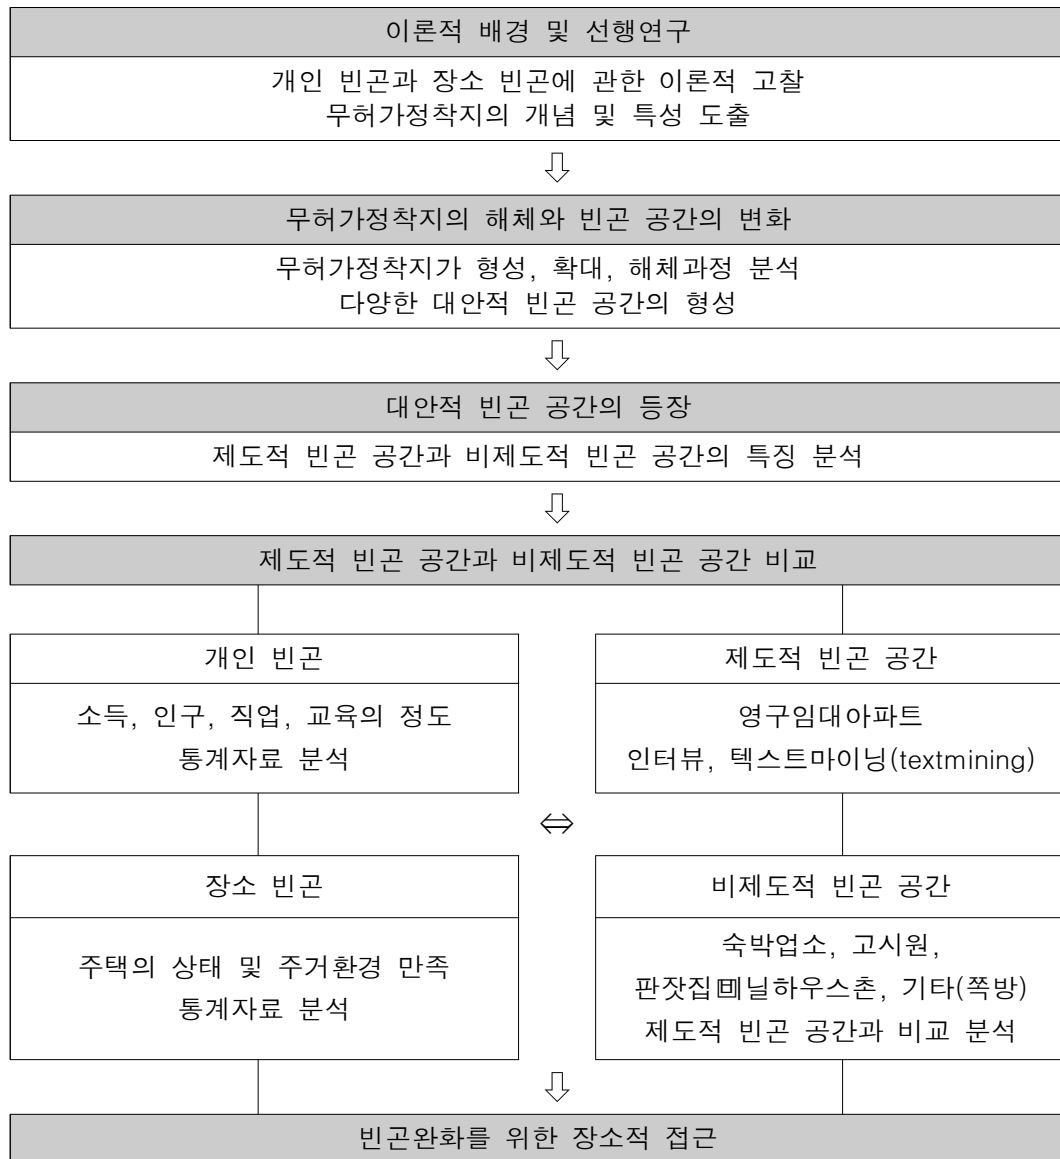 이론적 배경 및 선행연구
개인 빈곤과 장소 빈곤에 관한 이론적 고찰
무허가정착지의 개념 및 특성 도출
무허가정착지의 해체와 빈곤 공간의 변화
무허가정착지가 형성, 확대, 해체과정 분석
다양한 대안적 빈곤 공간의 형성
대안적 빈곤 공간의 등장
제도적 빈곤 공간과 비제도적 빈곤 공간의 특징 분석
제도적 빈곤 공간과 비제도적 빈곤 공간 비교
개인 빈곤
소득, 인구, 직업, 교육의 정도
통계자료 분석
제도적 빈곤 공간
영구임대아파트
인터뷰, 텍스트마이닝(textmining)
장소 빈곤
주택의 상태 및 주거환경 만족
통계자료 분석
비제도적 빈곤 공간
숙박업소, 고시원,
기타(쪽방)
제도적 빈곤 공간과 비교 분석
빈곤완화를 위한 장소적 접근